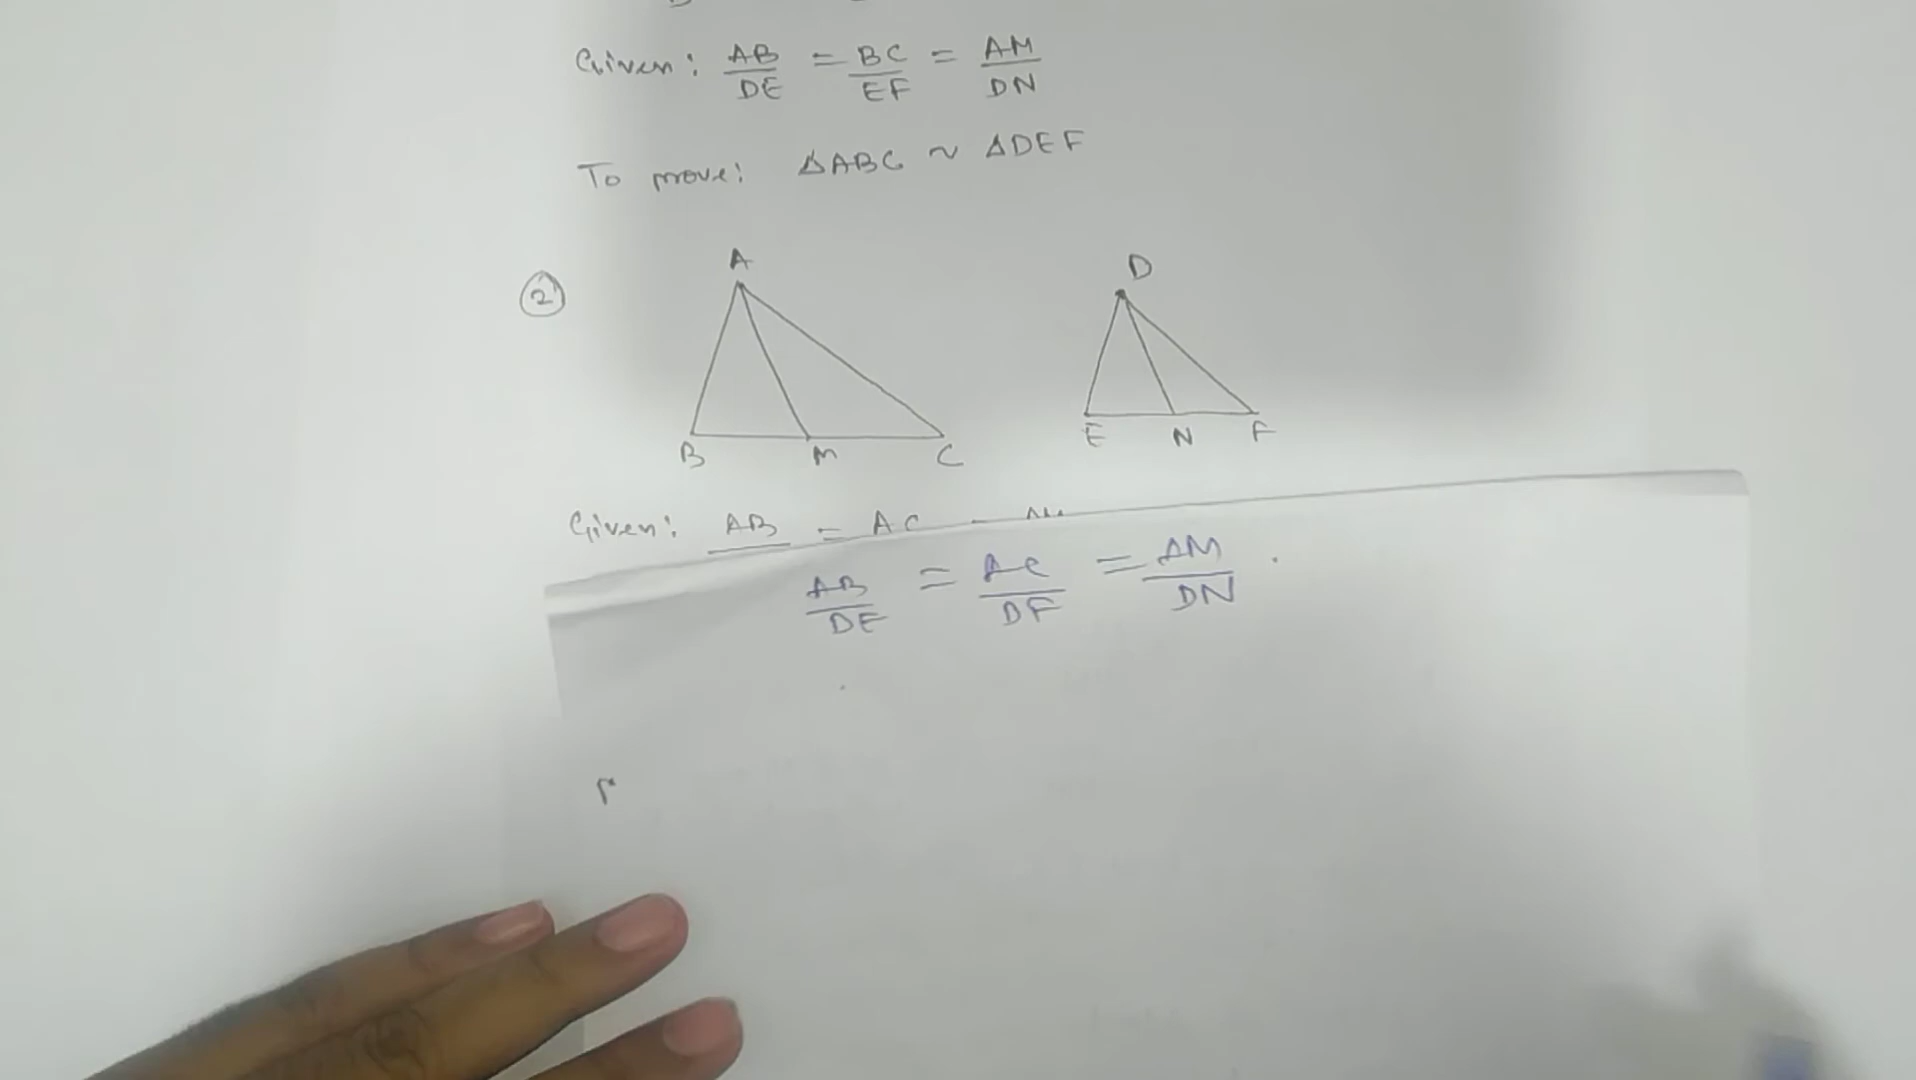 Given: AB/DE = BC/EF = AM/DN
To prove: ΔABC ~ ΔDEF
2
A
D
B M C
E N F
Given: AB = AC
AB/DE = AC/DF = AM/DN .